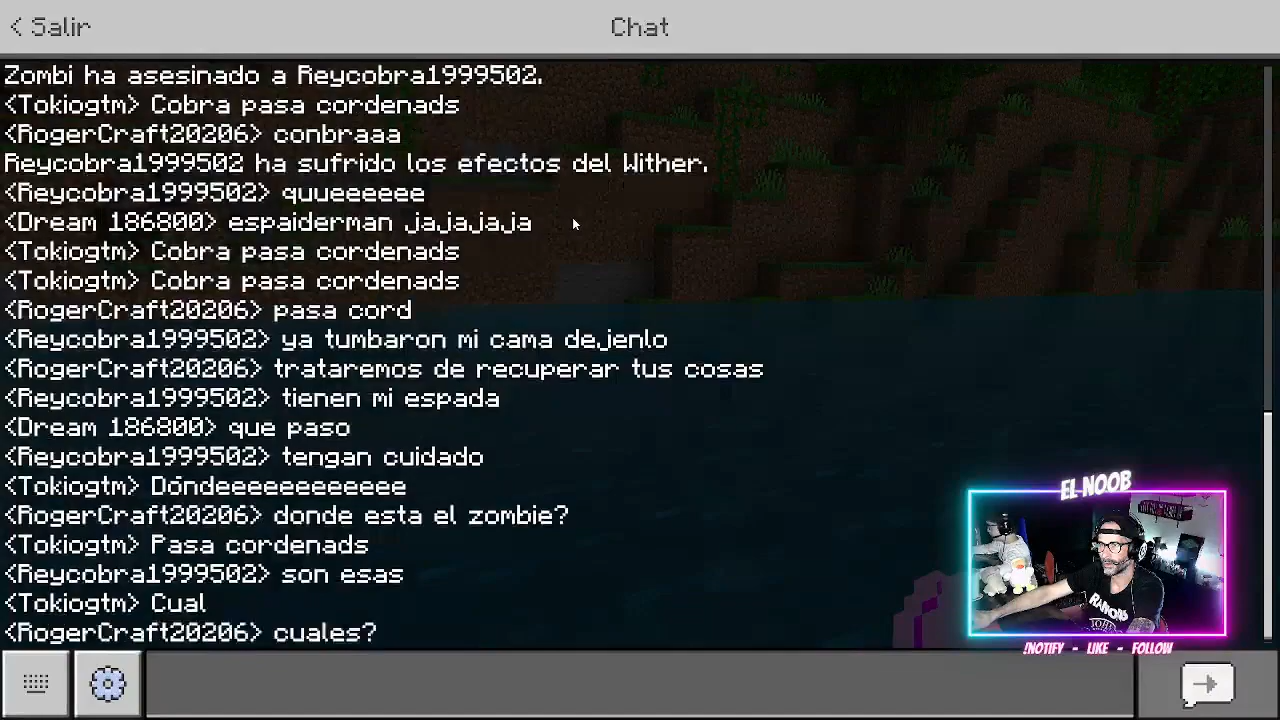 < Salir
Chat
Zombi ha asesinado a Reycobra1999502.
<Tokiogtm> Cobra pasa cordenads
<RogerCraft20206> conbraaa
Reycobra1999502 ha sufrido los efectos del Wither.
<Reycobra1999502> quueeeeee
<Dream 186800> espaiderman jajajaja
<Tokiogtm> Cobra pasa cordenads
<Tokiogtm> Cobra pasa cordenads
<RogerCraft20206> pasa cord
<Reycobra1999502> ya tumbaron mi cama dejenlo
<RogerCraft20206> trataremos de recuperar tus cosas
<Reycobra1999502> tienen mi espada
<Dream 186800> que paso
<Reycobra1999502> tengan cuidado
<Tokiogtm> Dóndeeeeeeeeeeeee
<RogerCraft20206> donde esta el zombie?
<Tokiogtm> Pasa cordenads
<Reycobra1999502> son esas
<Tokiogtm> Cual
<RogerCraft20206> cuales?
EL NOOB
!NOTIFY - LIKE - FOLLOW